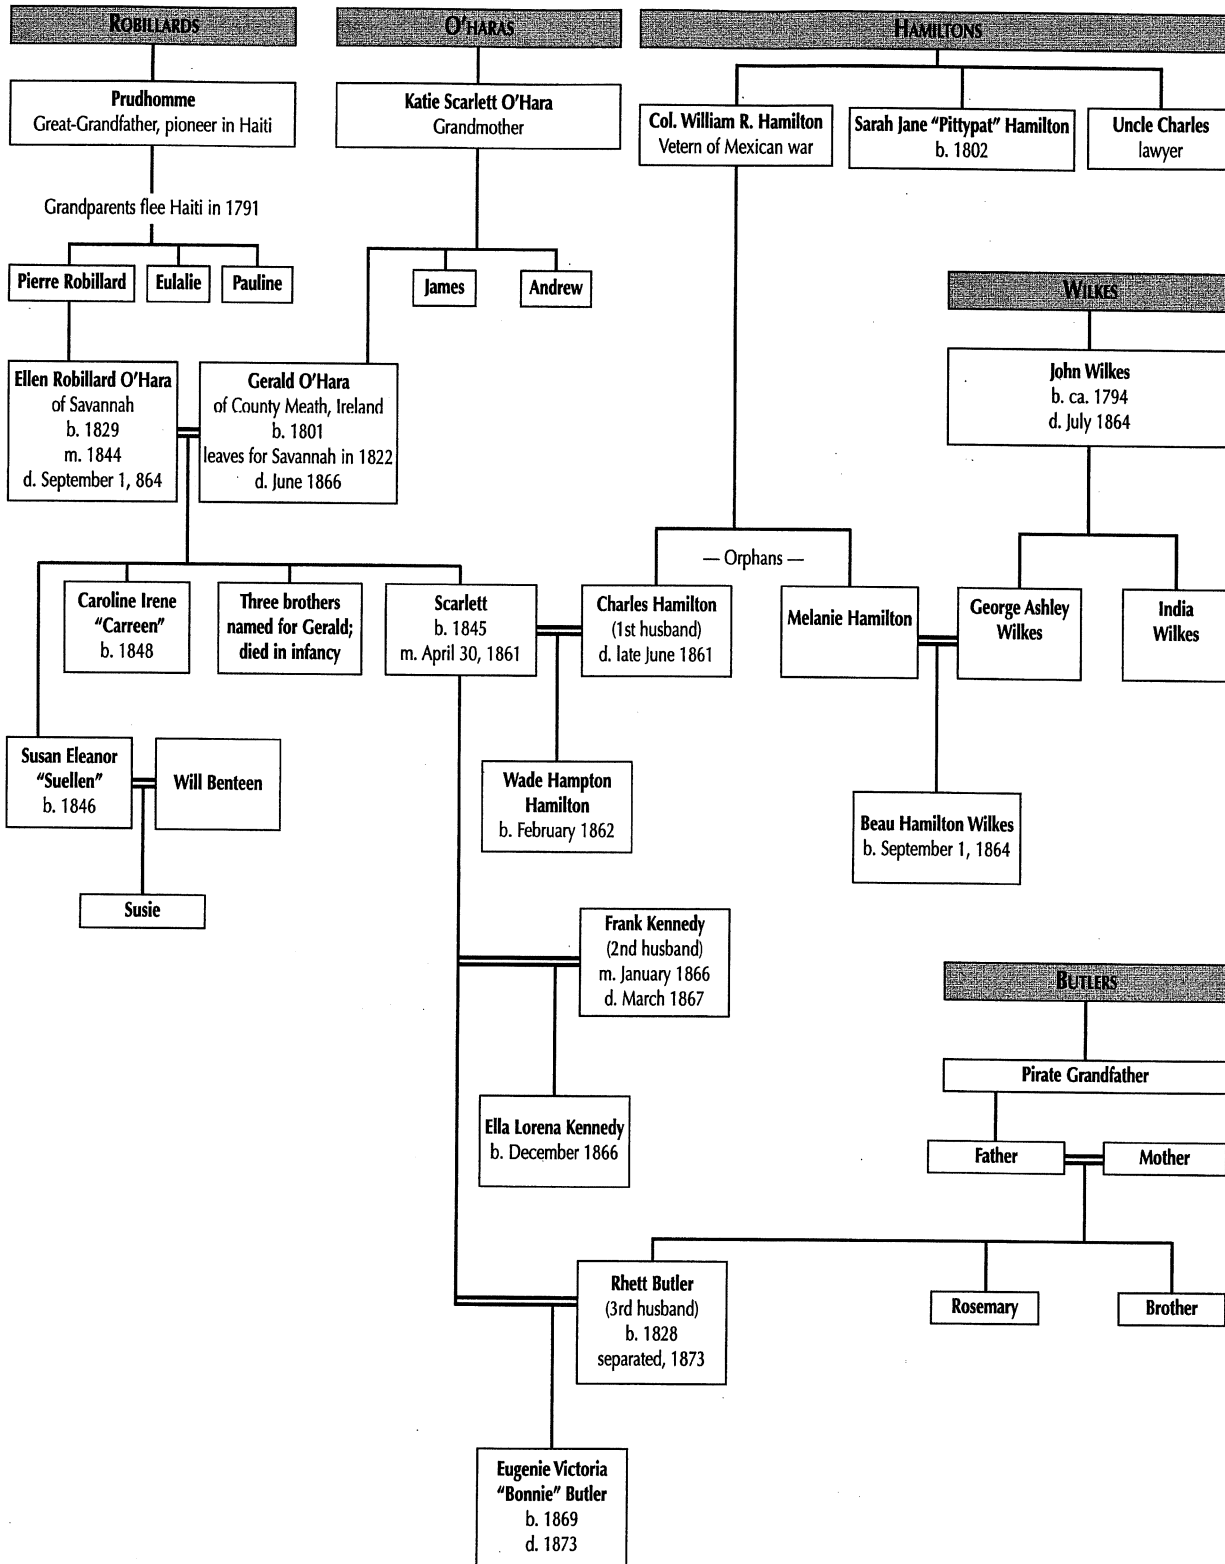 ROBILLARDS
O'HARAS
HAMILTONS
Prudhomme
Great-Grandfather, pioneer in Haiti
Katie Scarlett O'Hara
Grandmother
Col. William R. Hamilton
Vetern of Mexican war
Sarah Jane "Pittypat" Hamilton
b. 1802
Uncle Charles
lawyer
Grandparents flee Haiti in 1791
Pierre Robillard
Eulalie
Pauline
James
Andrew
WILKES
John Wilkes
b. ca. 1794
d. July 1864
Ellen Robillard O'Hara
of Savannah
b. 1829
m. 1844
d. September 1, 864
Gerald O'Hara
of County Meath, Ireland
b. 1801
leaves for Savannah in 1822
d. June 1866
— Orphans —
Caroline Irene
"Carreen"
b. 1848
Three brothers
named for Gerald;
died in infancy
Scarlett
b. 1845
m. April 30, 1861
Charles Hamilton
(1st husband)
d. late June 1861
Melanie Hamilton
George Ashley
Wilkes
India
Wilkes
Susan Eleanor
"Suellen"
b. 1846
Will Benteen
Wade Hampton
Hamilton
b. February 1862
Beau Hamilton Wilkes
b. September 1, 1864
Susie
Frank Kennedy
(2nd husband)
m. January 1866
d. March 1867
BUTLERS
Pirate Grandfather
Ella Lorena Kennedy
b. December 1866
Father
Mother
Rhett Butler
(3rd husband)
b. 1828
separated, 1873
Rosemary
Brother
Eugenie Victoria
"Bonnie" Butler
b. 1869
d. 1873